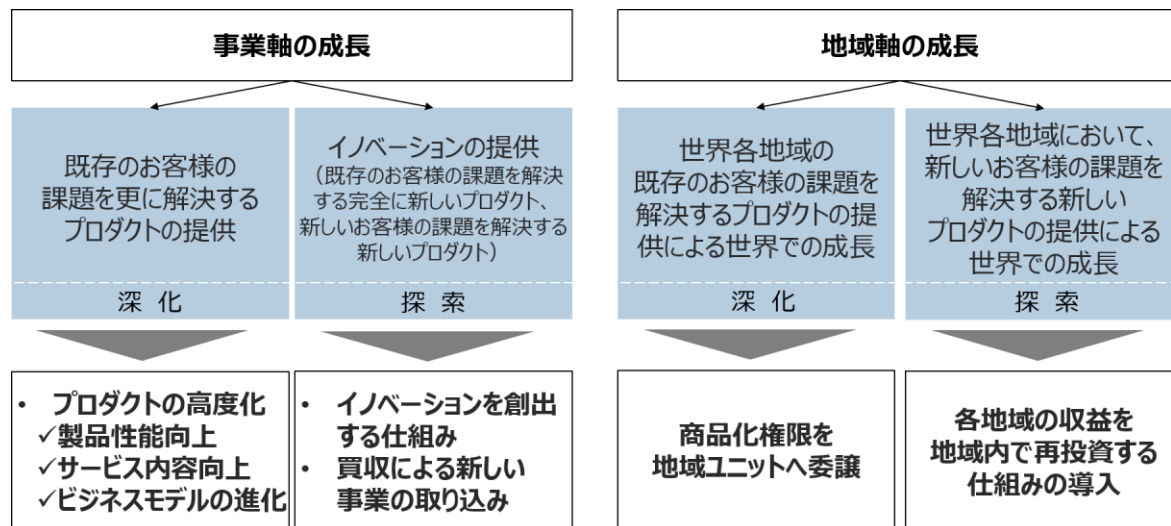 事業軸の成長
既存のお客様の
課題を更に解決する
プロダクトの提供
深 化
イノベーションの提供
（既存のお客様の課題を解決
する完全に新しいプロダクト、
新しいお客様の課題を解決する
新しいプロダクト）
探 索
• プロダクトの高度化
✓製品性能向上
✓サービス内容向上
✓ビジネスモデルの進化
• イノベーションを創出
する仕組み
• 買収による新しい
事業の取り込み
地域軸の成長
世界各地域の
既存のお客様の課題を
解決するプロダクトの提
供による世界での成長
深 化
世界各地域において、
新しいお客様の課題を
解決する新しい
プロダクトの提供による
世界での成長
探 索
商品化権限を
地域ユニットへ委譲
各地域の収益を
地域内で再投資する
仕組みの導入